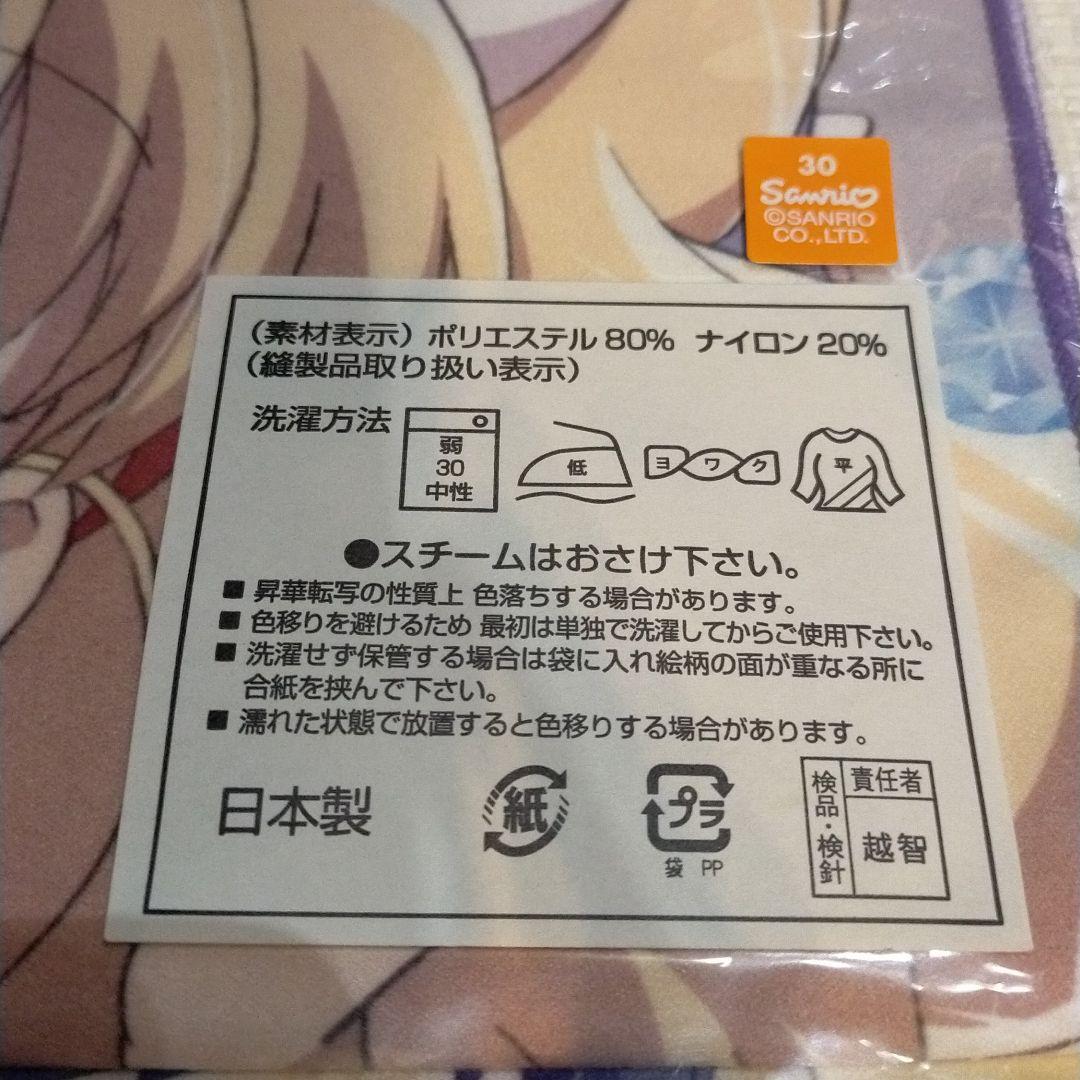 30
Sanrio
©SANRIO
CO.,LTD.
(素材表示) ポリエステル 80% ナイロン 20%
(縫製品取り扱い表示)
洗濯方法
弱
30
中性
低
ヨワク
平
●スチームはおさけ下さい。
■ 昇華転写の性質上 色落ちする場合があります。
■ 色移りを避けるため 最初は単独で洗濯してからご使用下さい。
■ 洗濯せず保管する場合は袋に入れ絵柄の面が重なる所に
合紙を挟んで下さい。
■ 濡れた状態で放置すると色移りする場合があります。
日本製
紙
プラ
袋 PP
検品・検針
責任者
越智